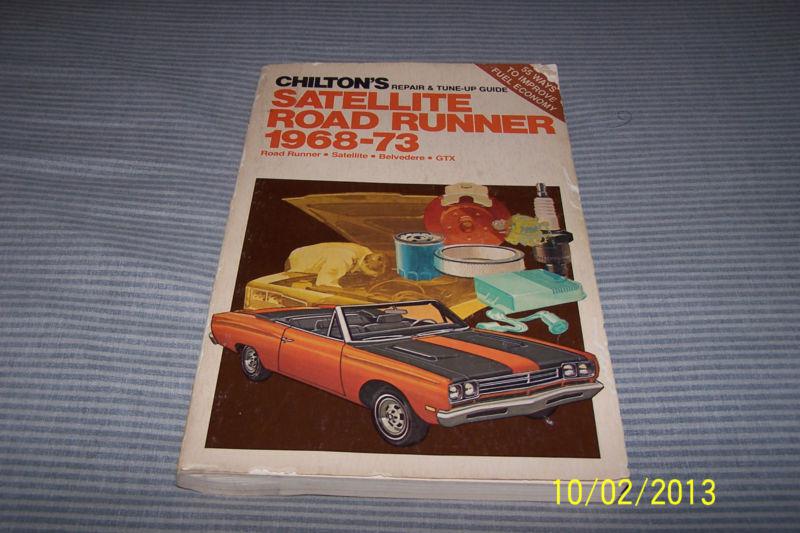 CHILTON'S REPAIR & TUNE-UP GUIDE
SATELLITE
ROAD RUNNER
1968-73
Road Runner • Satellite • Belvedere • GTX
55 WAYS
TO IMPROVE
FUEL ECONOMY
10/02/2013